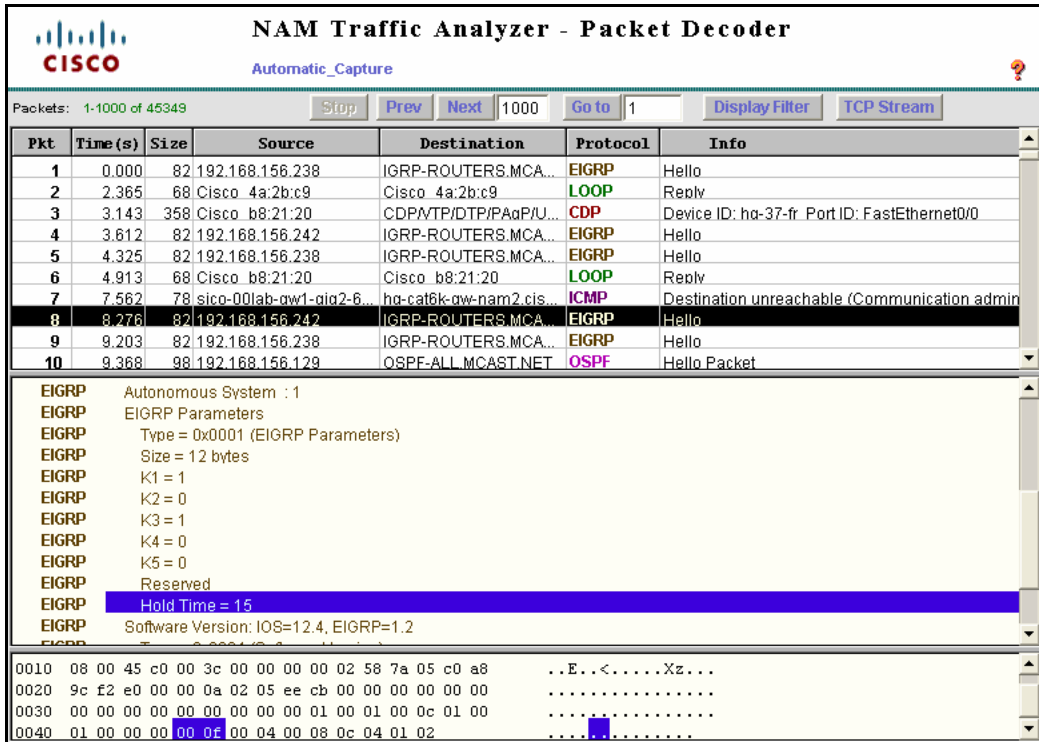 NAM Traffic Analyzer - Packet Decoder
CISCO
Automatic_Capture
Packets: 1-1000 of 45349 Stop Prev Next 1000 Go to 1 Display Filter TCP Stream
Pkt Time(s) Size Source Destination Protocol Info
1 0.000 82 192.168.156.238 IGRP-ROUTERS.MCA... EIGRP Hello
2 2.365 68 Cisco_4a:2b:c9 Cisco_4a:2b:c9 LOOP Reply
3 3.143 358 Cisco_b8:21:20 CDP/VTP/DTP/PAgP/U... CDP Device ID: hq-37-fr Port ID: FastEthernet0/0
4 3.612 82 192.168.156.242 IGRP-ROUTERS.MCA... EIGRP Hello
5 4.325 82 192.168.156.238 IGRP-ROUTERS.MCA... EIGRP Hello
6 4.913 68 Cisco_b8:21:20 Cisco_b8:21:20 LOOP Reply
7 7.562 78 sjco-00lab-gw1-gig2-6... hq-cat6k-gw-nam2.cis... ICMP Destination unreachable (Communication admin
8 8.276 82 192.168.156.242 IGRP-ROUTERS.MCA... EIGRP Hello
9 9.203 82 192.168.156.238 IGRP-ROUTERS.MCA... EIGRP Hello
10 9.368 98 192.168.156.129 OSPF-ALL.MCAST.NET OSPF Hello Packet
EIGRP Autonomous System : 1
EIGRP EIGRP Parameters
EIGRP Type = 0x0001 (EIGRP Parameters)
EIGRP Size = 12 bytes
EIGRP K1 = 1
EIGRP K2 = 0
EIGRP K3 = 1
EIGRP K4 = 0
EIGRP K5 = 0
EIGRP Reserved
EIGRP Hold Time = 15
EIGRP Software Version: IOS=12.4, EIGRP=1.2
0010 08 00 45 c0 00 3c 00 00 00 00 02 58 7a 05 c0 a8 ..E..<.....Xz...
0020 9c f2 e0 00 00 0a 02 05 ee cb 00 00 00 00 00 00 ................
0030 00 00 00 00 00 00 00 00 00 01 00 01 00 0c 01 00 ................
0040 01 00 00 00 00 0f 00 04 00 08 0c 04 01 02 ..............